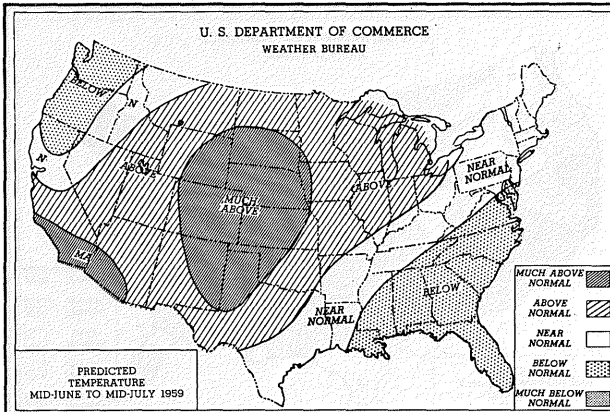 U. S. DEPARTMENT OF COMMERCE
WEATHER BUREAU
BELOW
N
N
ABOVE
MUCH
ABOVE
ABOVE
NEAR
NORMAL
MA
NEAR
NORMAL
BELOW
MUCH ABOVE
NORMAL
ABOVE
NORMAL
NEAR
NORMAL
BELOW
NORMAL
MUCH BELOW
NORMAL
PREDICTED
TEMPERATURE
MID-JUNE TO MID-JULY 1959